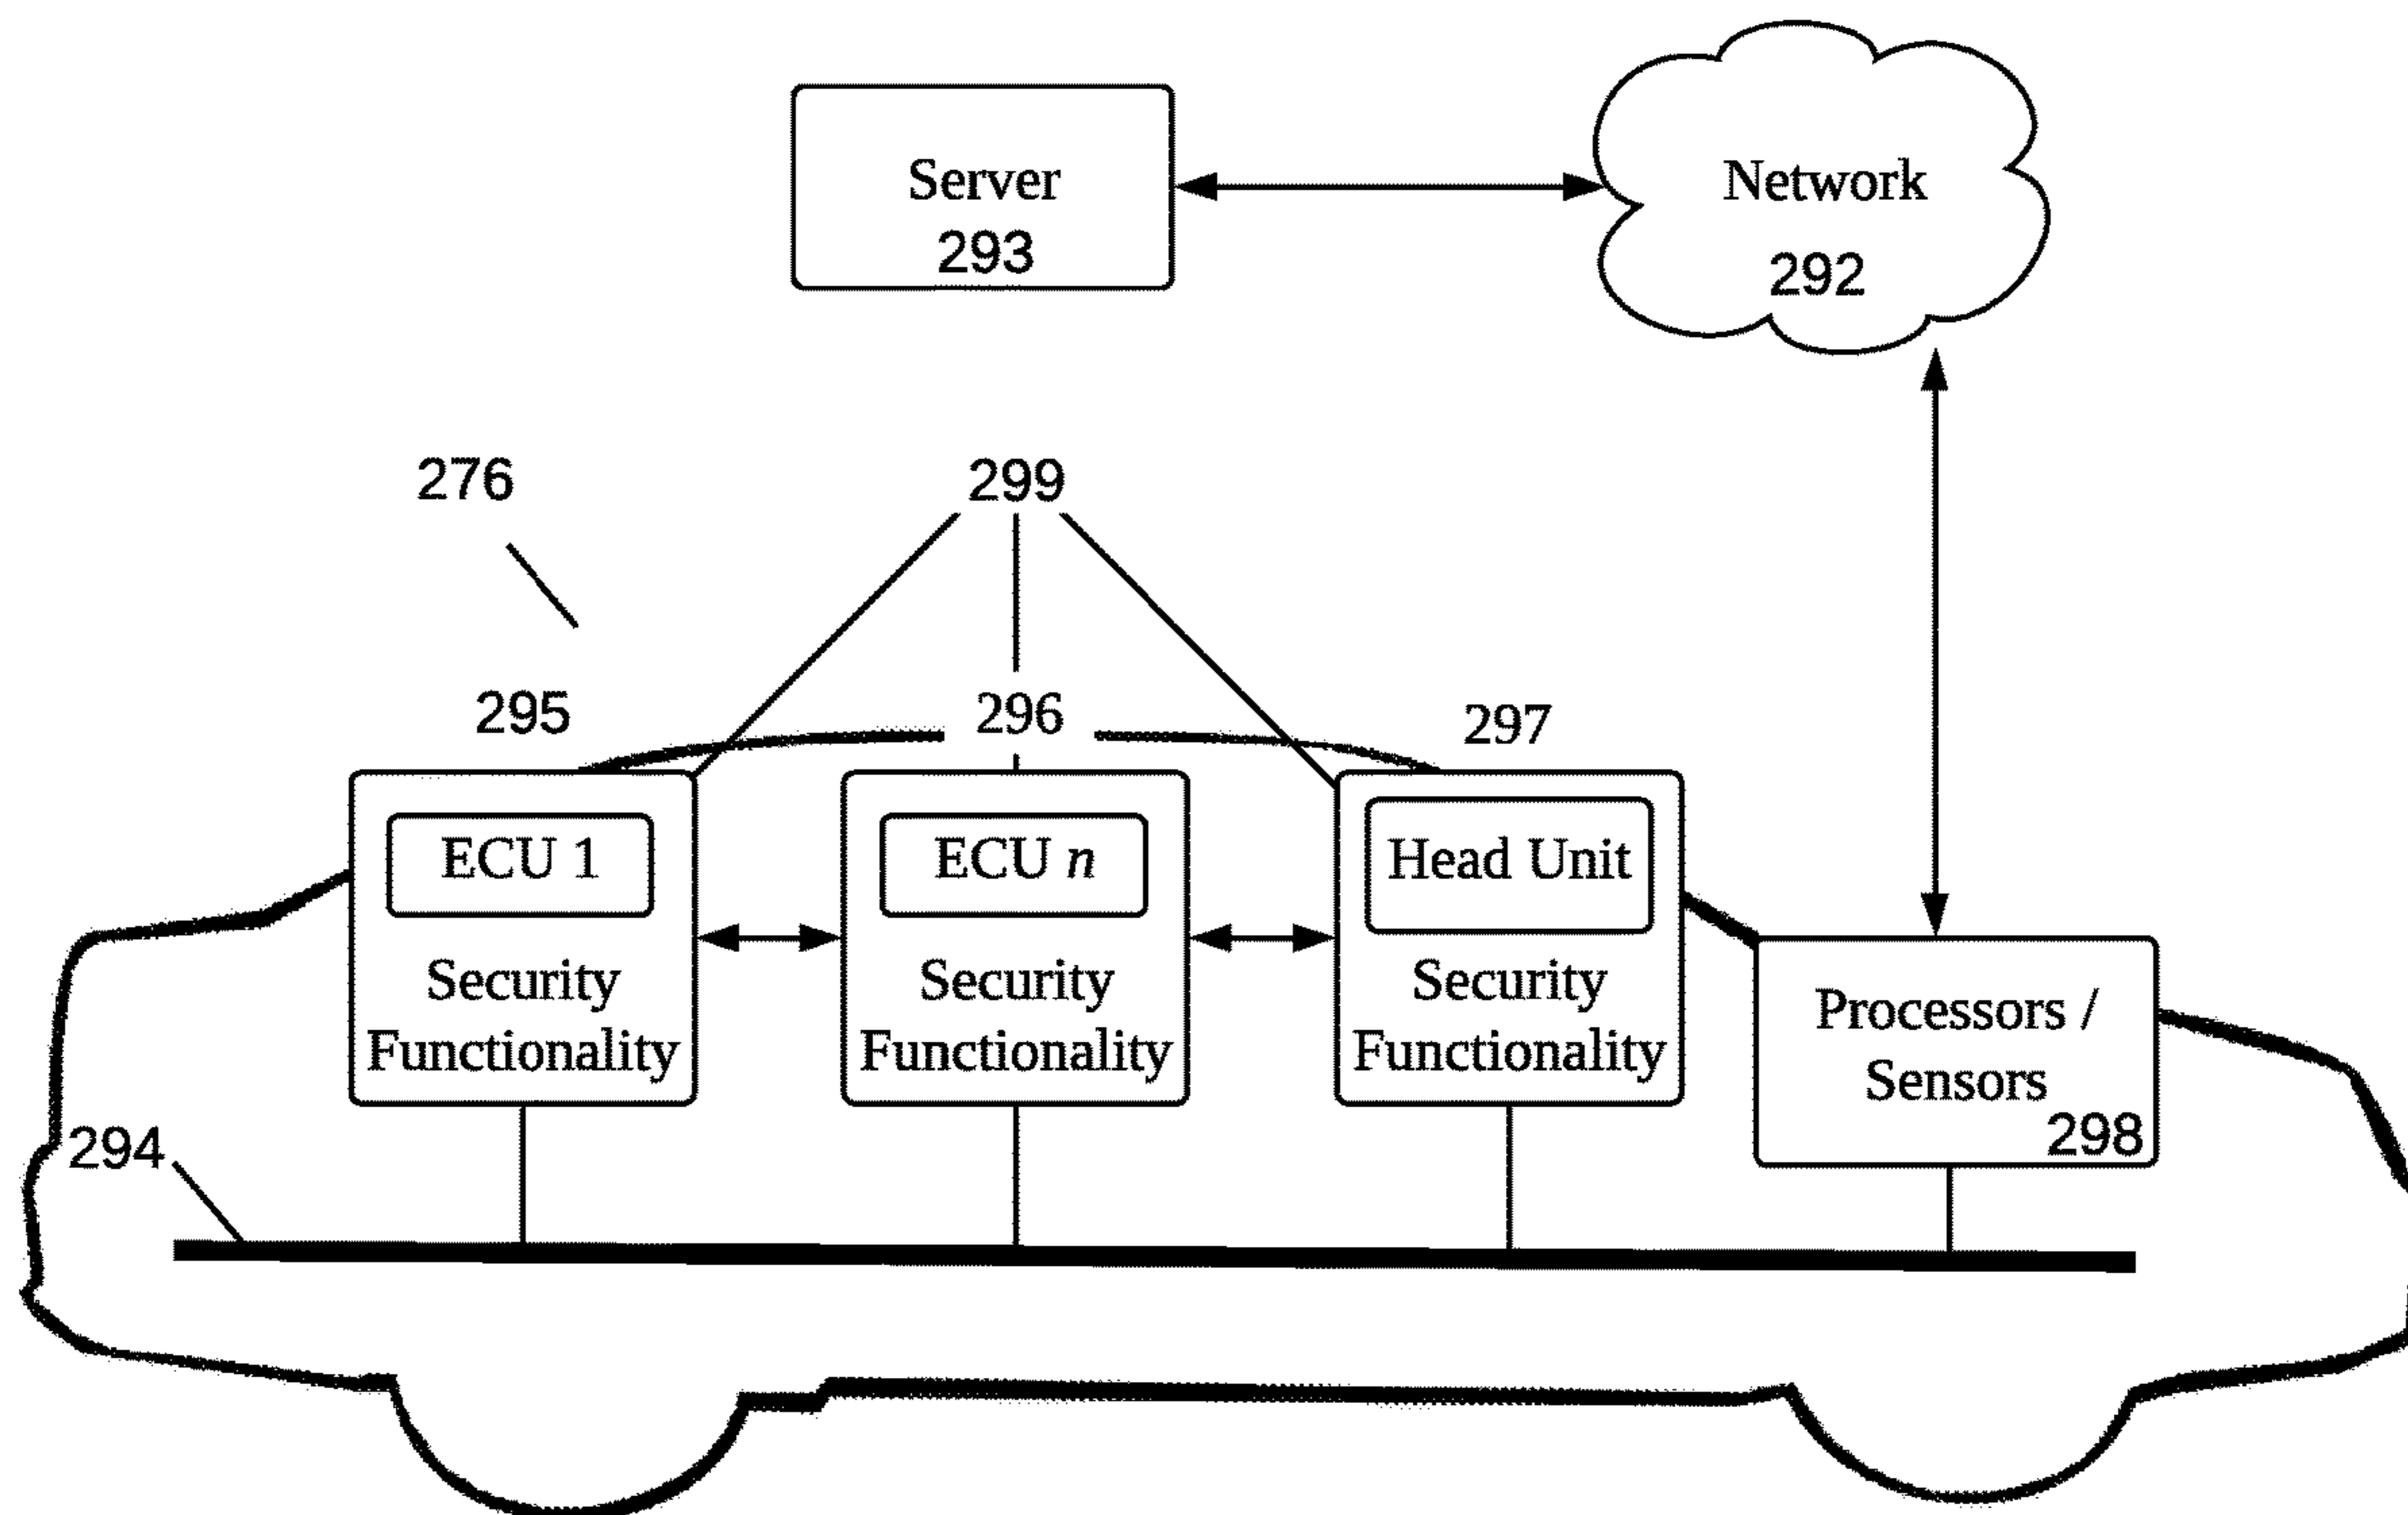 Server
293
Network
292
276
299
295
296
297
ECU 1
Security
Functionality
ECU n
Security
Functionality
Head Unit
Security
Functionality
Processors /
Sensors
298
294